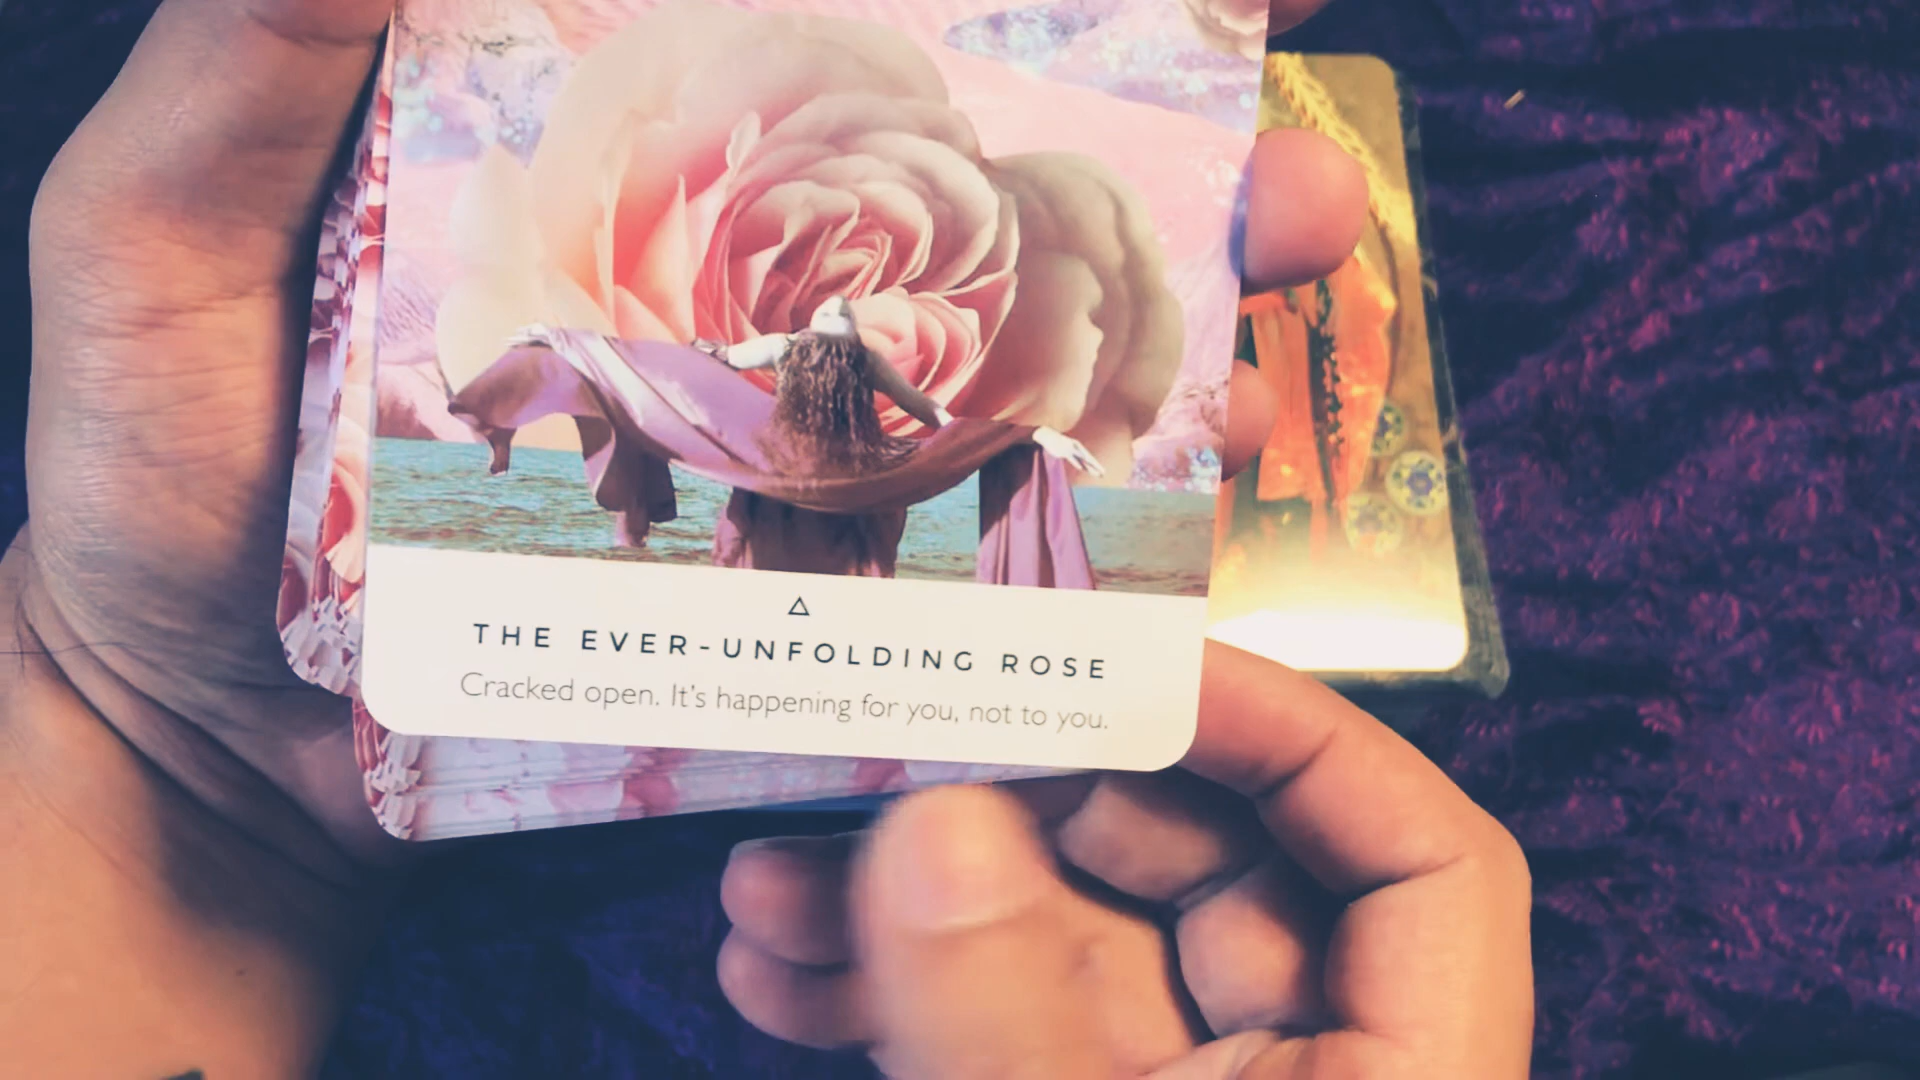 THE EVER-UNFOLDING ROSE
Cracked open. It's happening for you, not to you.